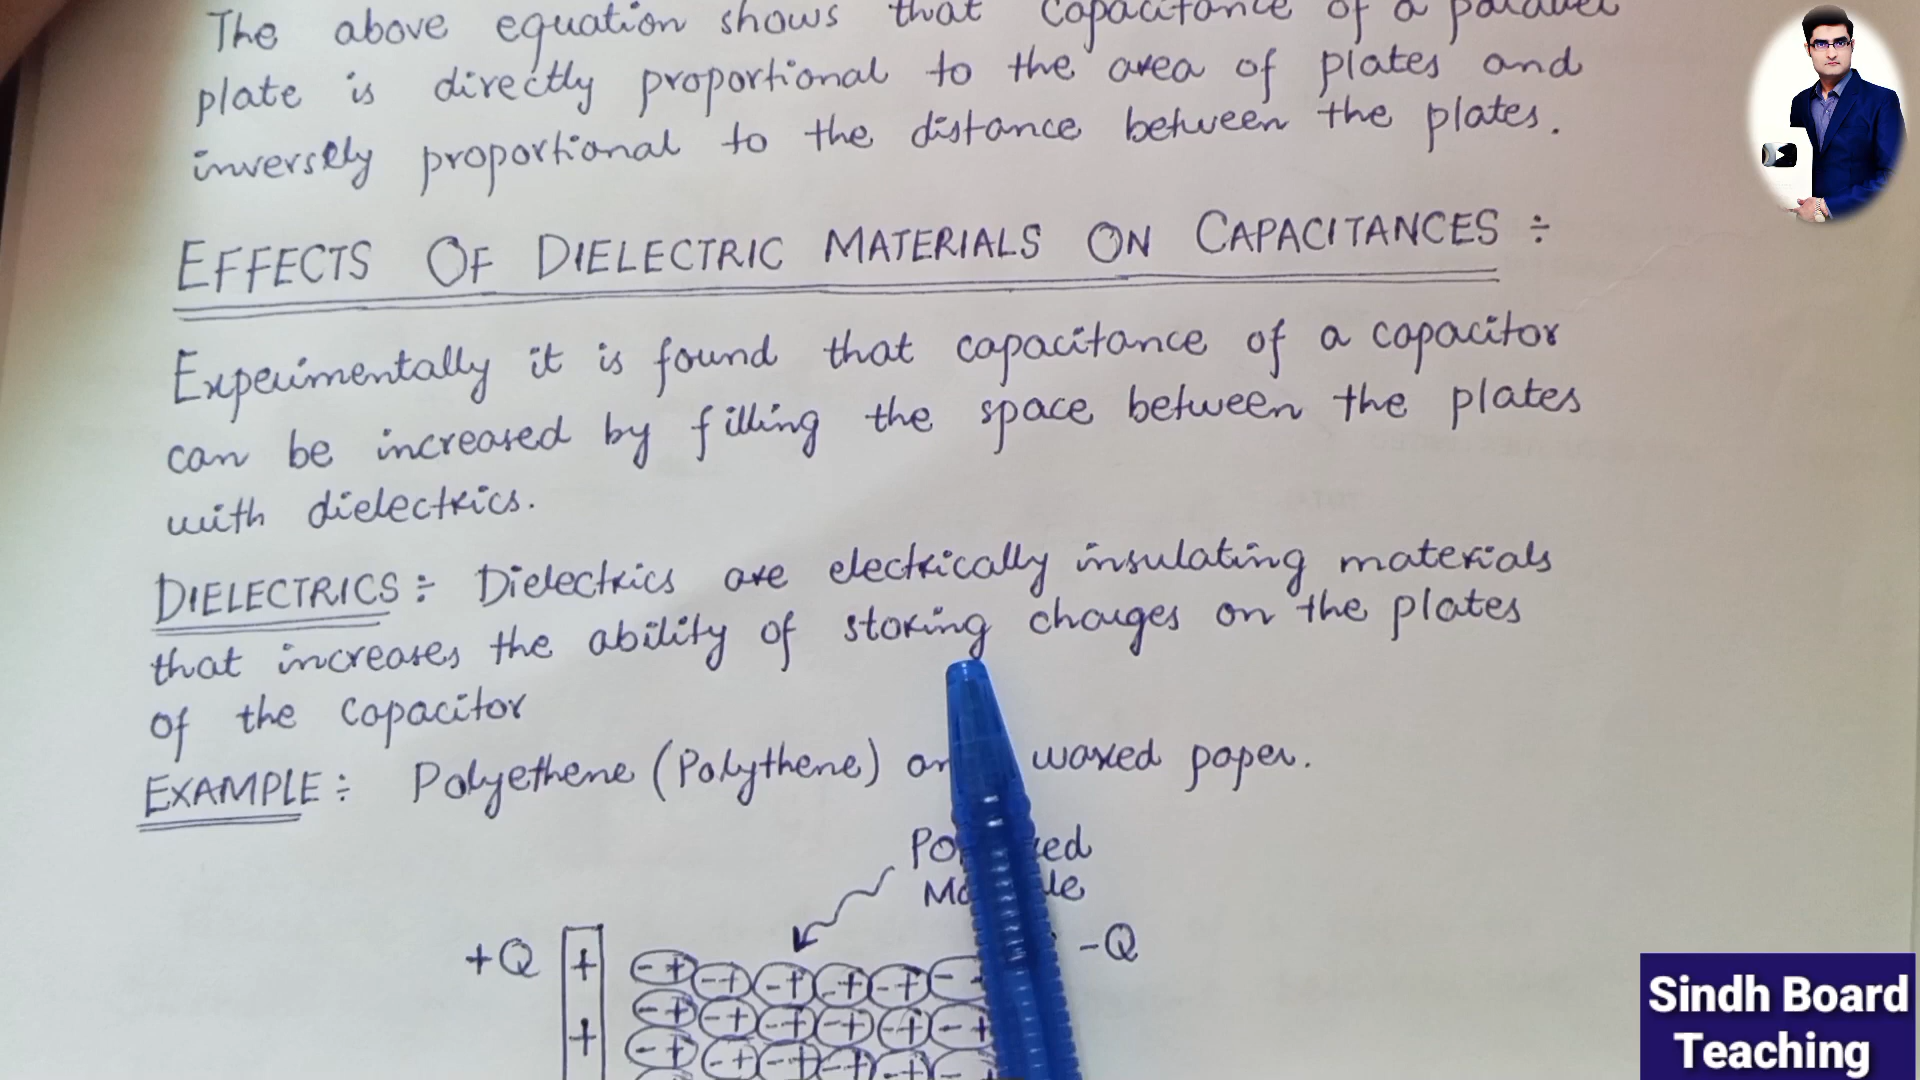 The above equation shows that capacitance of a parallel
plate is directly proportional to the area of plates and
inversely proportional to the distance between the plates.
EFFECTS OF DIELECTRIC MATERIALS ON CAPACITANCES ÷
Experimentally it is found that capacitance of a capacitor
can be increased by filling the space between the plates
with dielectrics.
DIELECTRICS ÷ Dielectrics are electrically insulating materials
that increases the ability of storing charges on the plates
of the capacitor
EXAMPLE ÷ Polyethene (Polythene) waxed paper.
+Q + - + - + - + - + - + - -Q
- + - + - + - + - + - +
+ - + - + - + - + - +
Sindh Board
Teaching